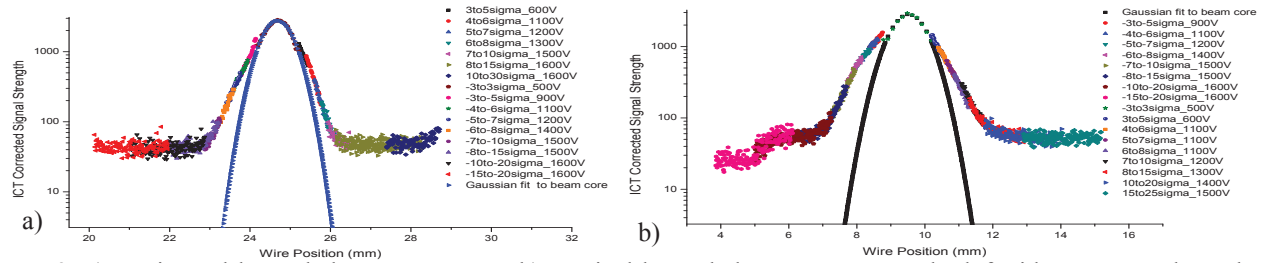 ICT Corrected Signal Strength
1000
100
10
20
22
24
26
28
30
32
Wire Position (mm)
a)
3to5sigma_600V
4to6sigma_1100V
5to7sigma_1200V
6to8sigma_1300V
7to10sigma_1500V
8to15sigma_1600V
10to30sigma_1600V
-3to3sigma_500V
-3to-5sigma_900V
-4to-6sigma_1100V
-5to-7sigma_1200V
-6to-8sigma_1400V
-7to-10sigma_1500V
-8to-15sigma_1500V
-10to-20sigma_1600V
-15to-20sigma_1600V
Gaussian fit to beam core
ICT Corrected Signal Strength
1000
100
10
4
6
8
10
12
14
16
Wire Position (mm)
b)
Gaussian fit to beam core
-3to-5sigma_900V
-4to-6sigma_1100V
-5to-7sigma_1200V
-6to-8sigma_1400V
-7to-10sigma_1500V
-8to-15sigma_1500V
-10to-20sigma_1600V
-15to-20sigma_1600V
-3to3sigma_500V
3to5sigma_600V
4to6sigma_1100V
5to7sigma_1100V
6to8sigma_1100V
7to10sigma_1200V
8to15sigma_1300V
10to20sigma_1400V
15to25sigma_1500V